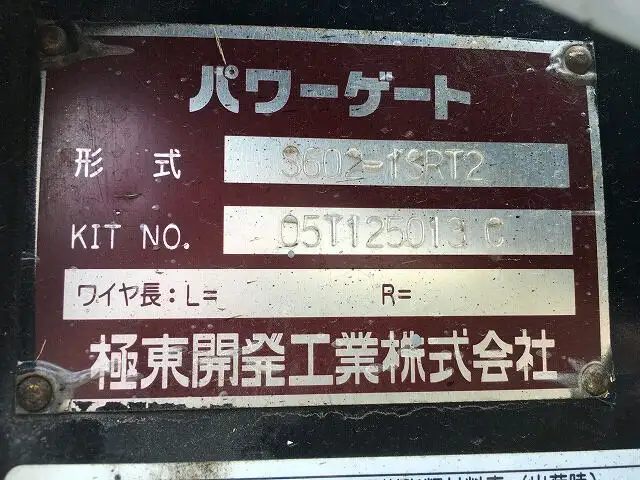 パワーゲート
形式 S602-1SRT2
KIT NO. 05T125013 C
ワイヤ長:L= R=
極東開発工業株式会社